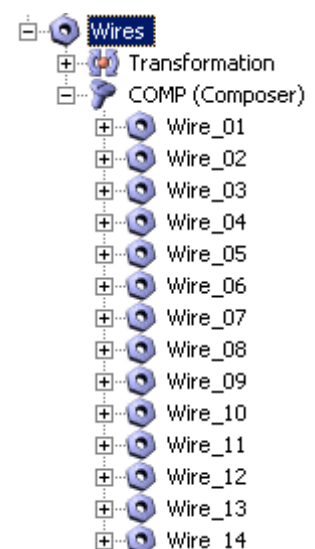 Wires
Transformation
COMP (Composer)
Wire_01
Wire_02
Wire_03
Wire_04
Wire_05
Wire_06
Wire_07
Wire_08
Wire_09
Wire_10
Wire_11
Wire_12
Wire_13
Wire_14